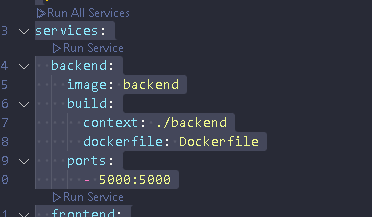 Run All Services
3 services:
Run Service
4 backend:
5 image: backend
6 build:
7 context: ./backend
8 dockerfile: Dockerfile
9 ports:
0 - 5000:5000
Run Service
1 frontend: